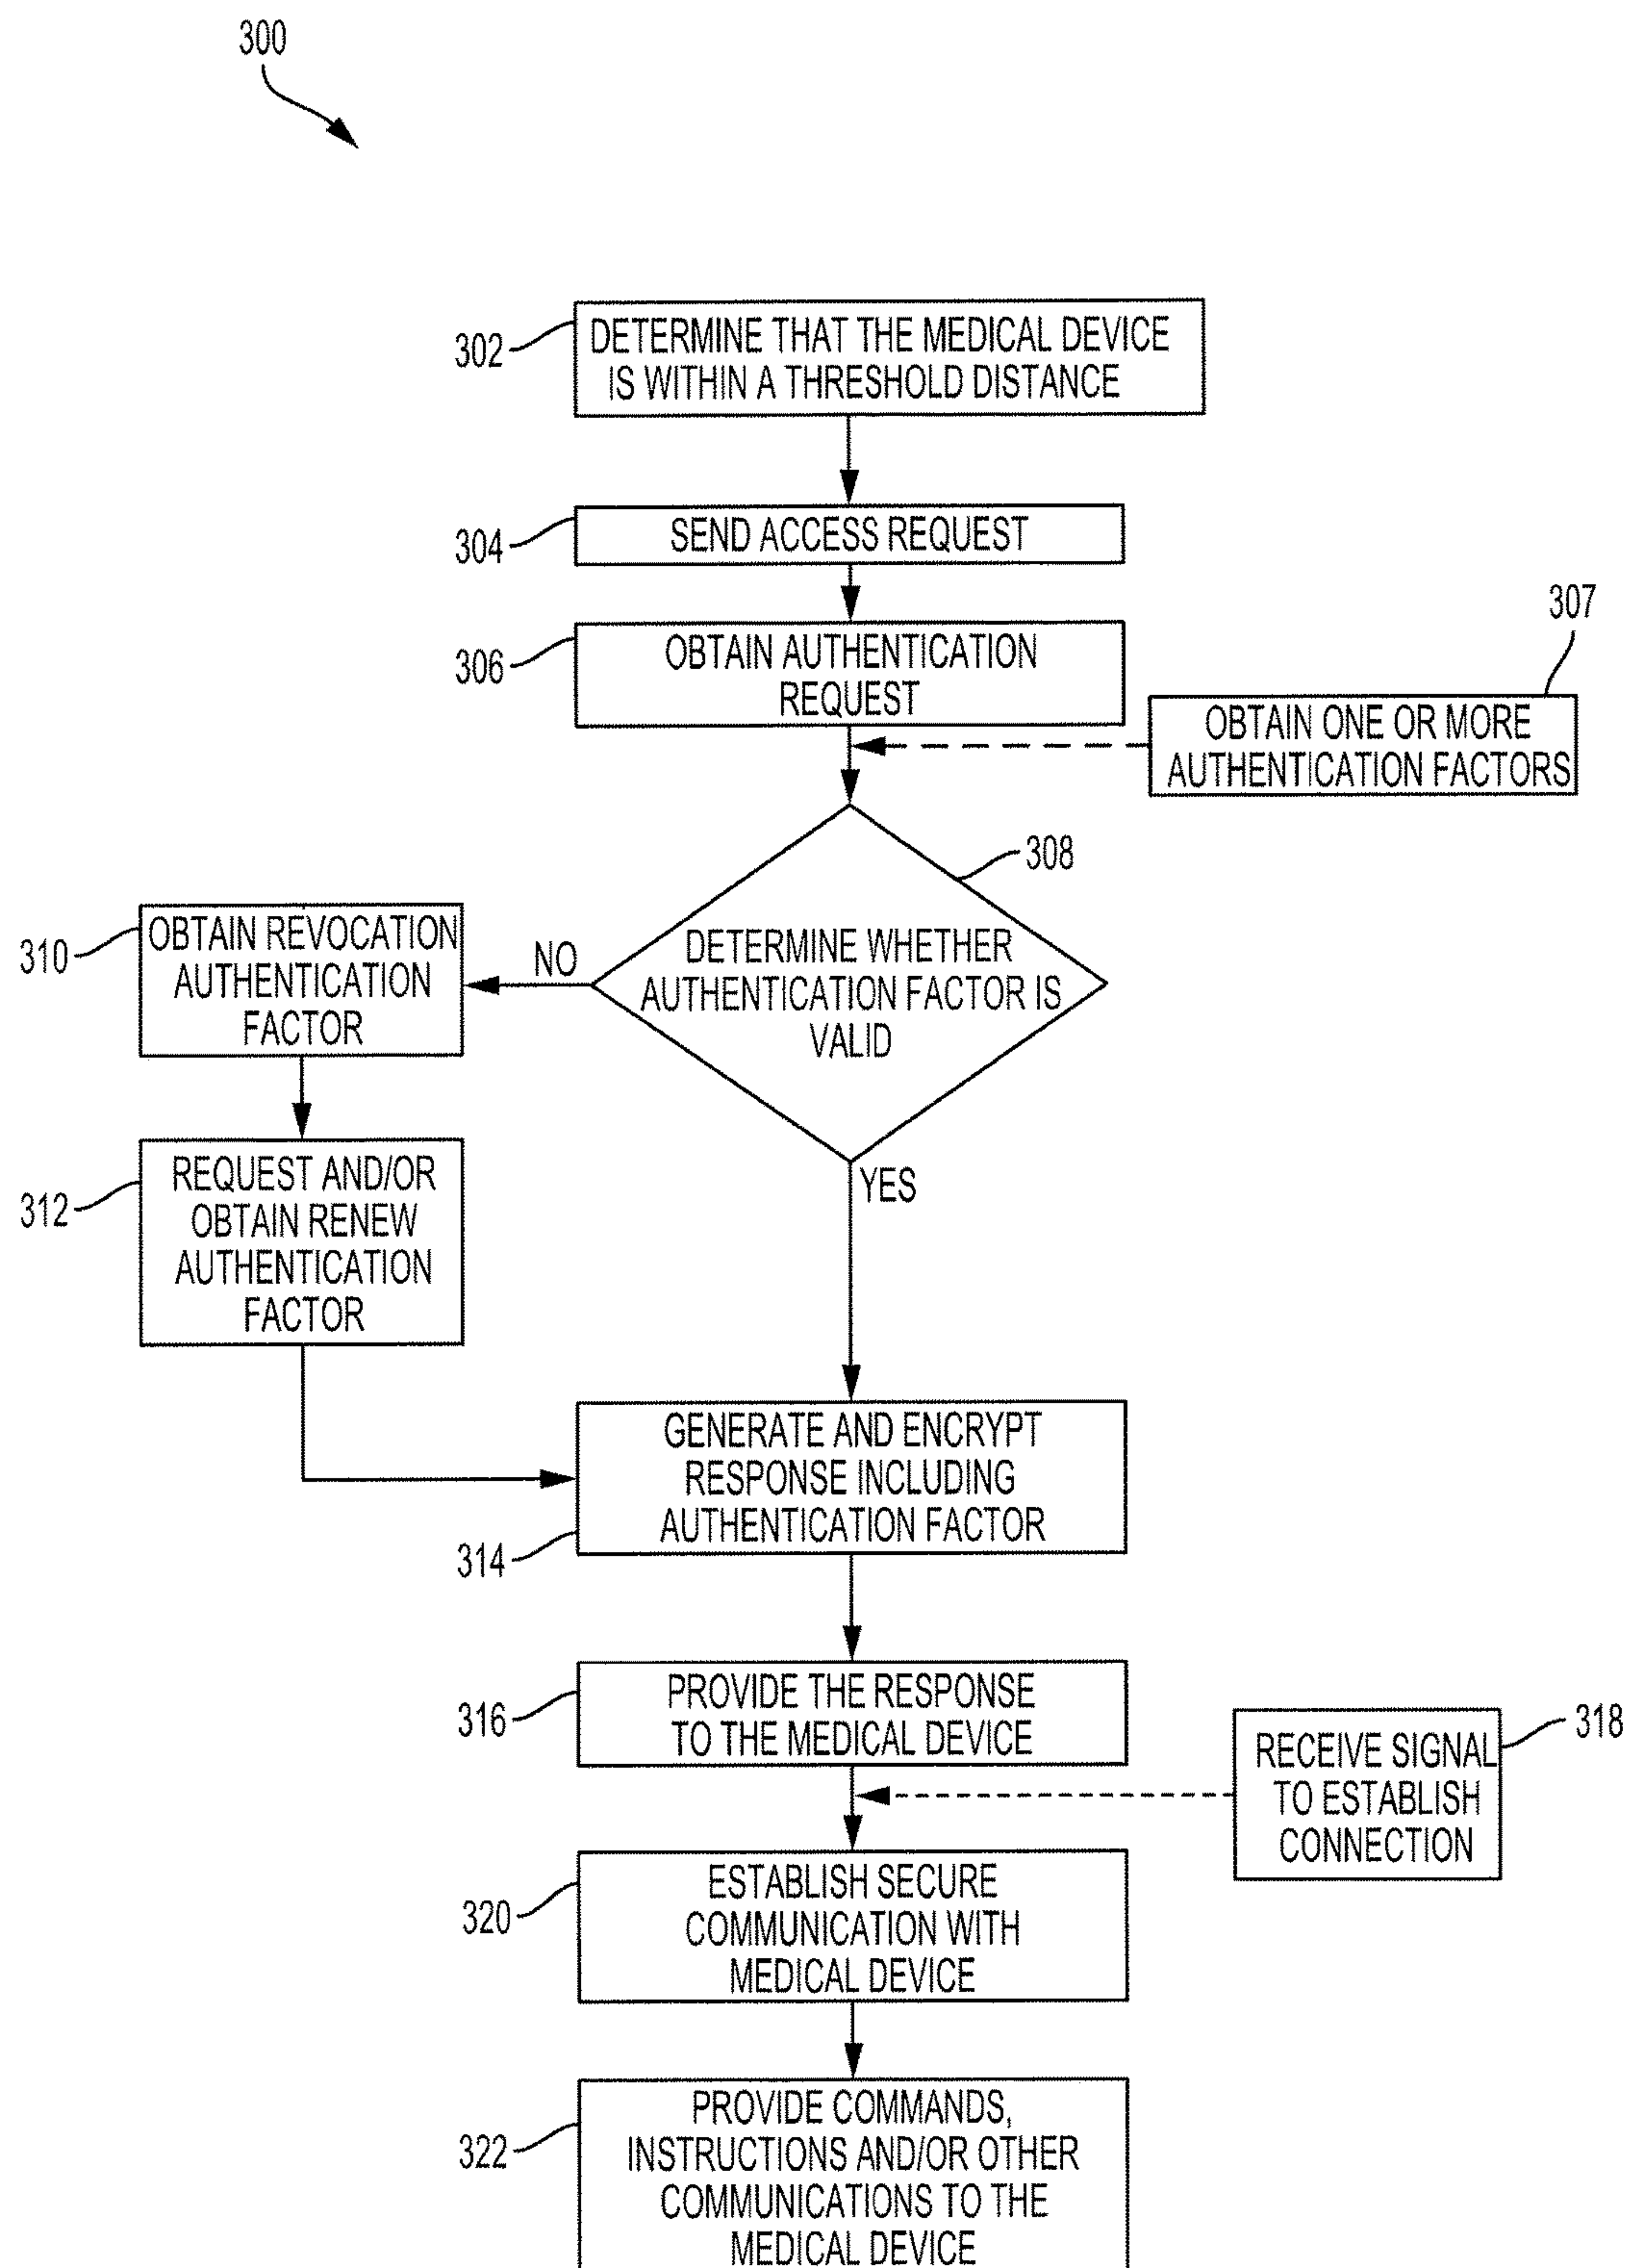 300
302
DETERMINE THAT THE MEDICAL DEVICE
IS WITHIN A THRESHOLD DISTANCE
304
SEND ACCESS REQUEST
306
OBTAIN AUTHENTICATION
REQUEST
307
OBTAIN ONE OR MORE
AUTHENTICATION FACTORS
308
DETERMINE WHETHER
AUTHENTICATION FACTOR IS
VALID
NO
310
OBTAIN REVOCATION
AUTHENTICATION
FACTOR
312
REQUEST AND/OR
OBTAIN RENEW
AUTHENTICATION
FACTOR
YES
GENERATE AND ENCRYPT
RESPONSE INCLUDING
AUTHENTICATION FACTOR
314
316
PROVIDE THE RESPONSE
TO THE MEDICAL DEVICE
318
RECEIVE SIGNAL
TO ESTABLISH
CONNECTION
320
ESTABLISH SECURE
COMMUNICATION WITH
MEDICAL DEVICE
322
PROVIDE COMMANDS,
INSTRUCTIONS AND/OR OTHER
COMMUNICATIONS TO THE
MEDICAL DEVICE